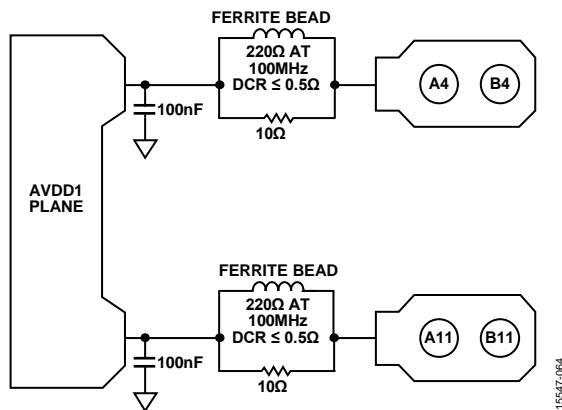 FERRITE BEAD
220Ω AT
100MHz
DCR ≤ 0.5Ω
A4
B4
100nF
10Ω
AVDD1
PLANE
FERRITE BEAD
220Ω AT
100MHz
DCR ≤ 0.5Ω
A11
B11
100nF
10Ω
15547-064